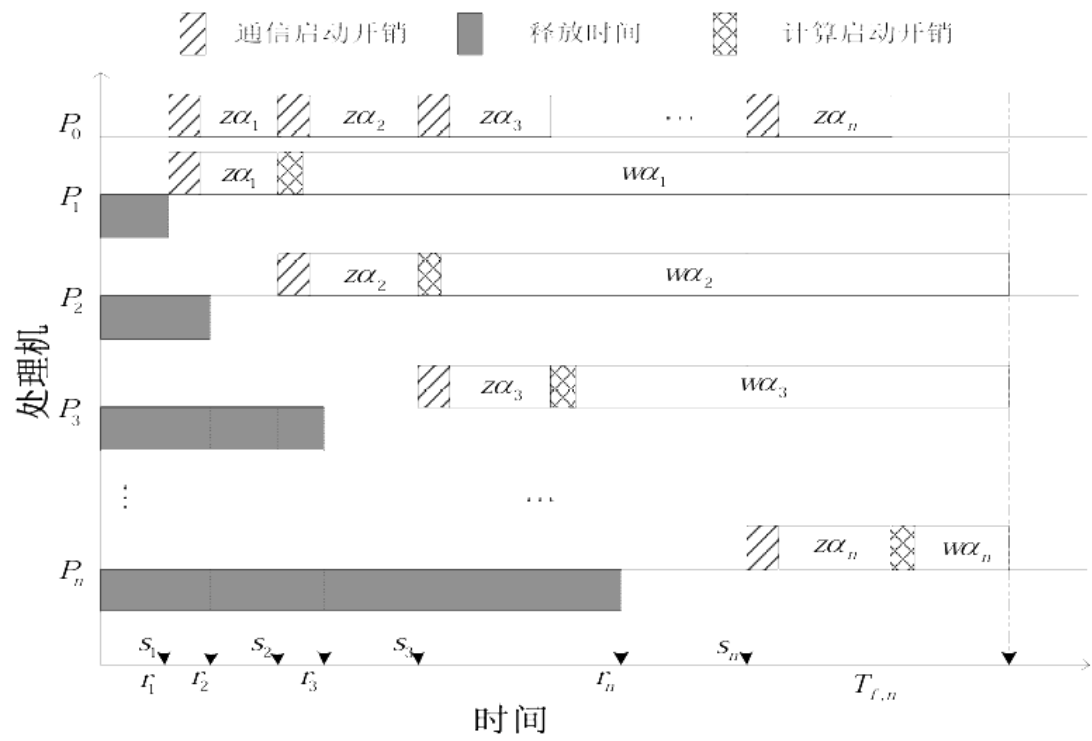 通信启动开销 释放时间 计算启动开销
P₀ zα₁ zα₂ zα₃ ... zαₙ
P₁ zα₁ wα₁
P₂ zα₂ wα₂
P₃ zα₃ wα₃
⋮ ...
Pₙ zαₙ wαₙ
处理机
s₁ s₂ s₃ sₙ
r₁ r₂ r₃ rₙ T_{f,n}
时间